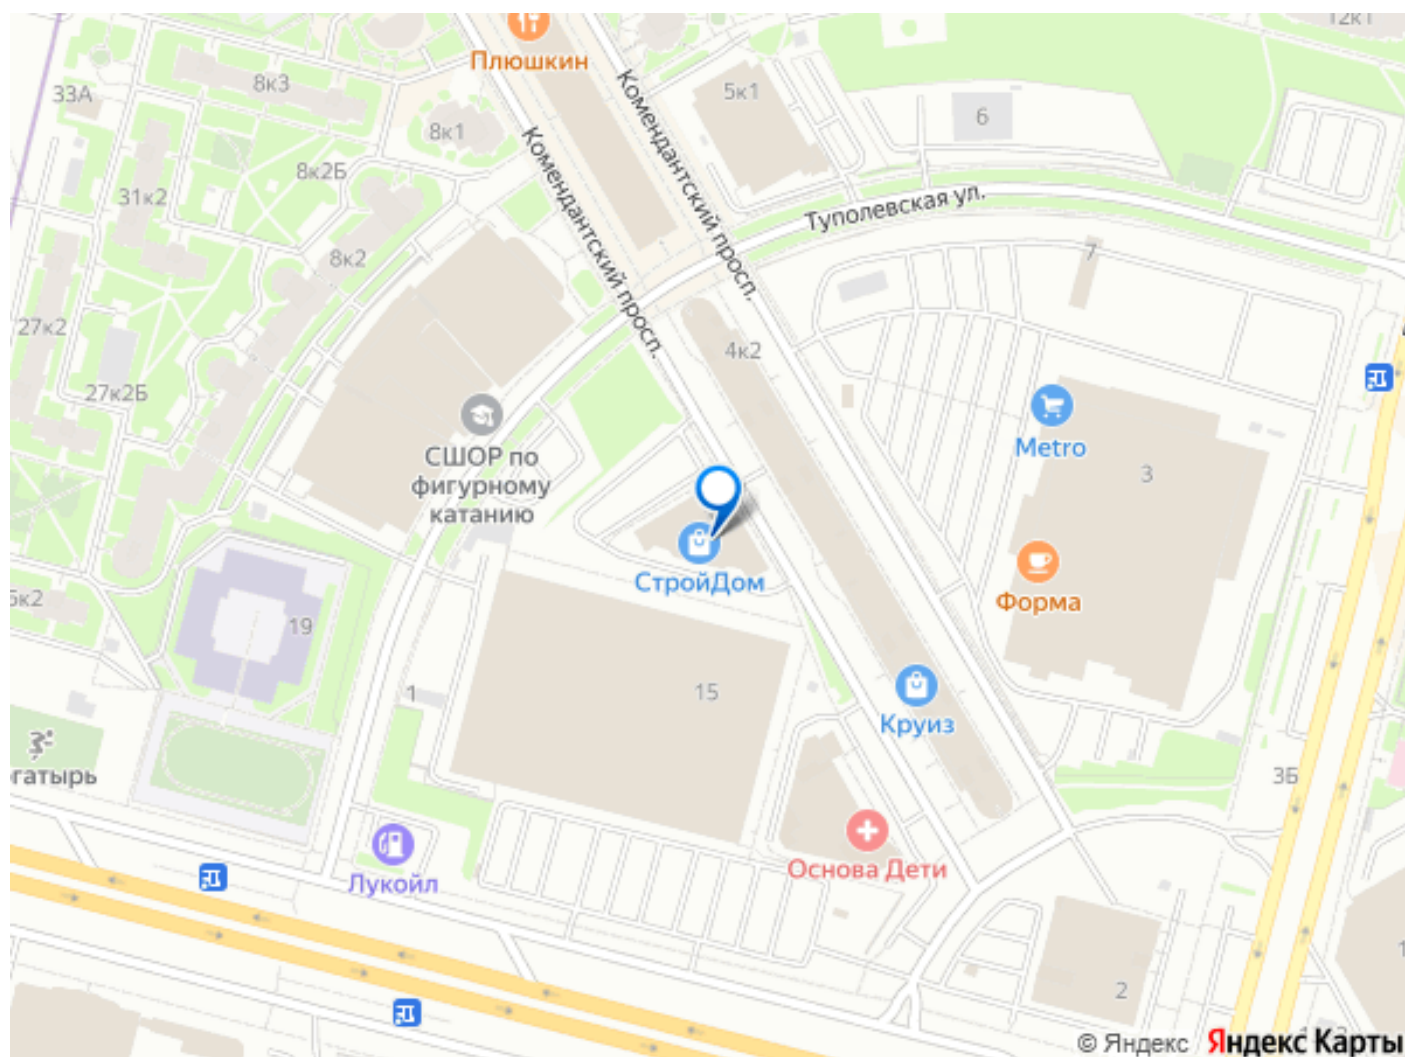 12к1
Плюшкин
8к3
33А
5к1
6
8к1
Комендантский просп.
Комендантский просп.
8к2Б
31к2
Туполевская ул.
7
8к2
27к2
4к2
27к2Б
Metro
3
СШОР по
фигурному
катанию
СтройДом
Форма
19
1
15
Круиз
3Б
Основа Дети
Лукойл
2
© Яндекс Яндекс Карты